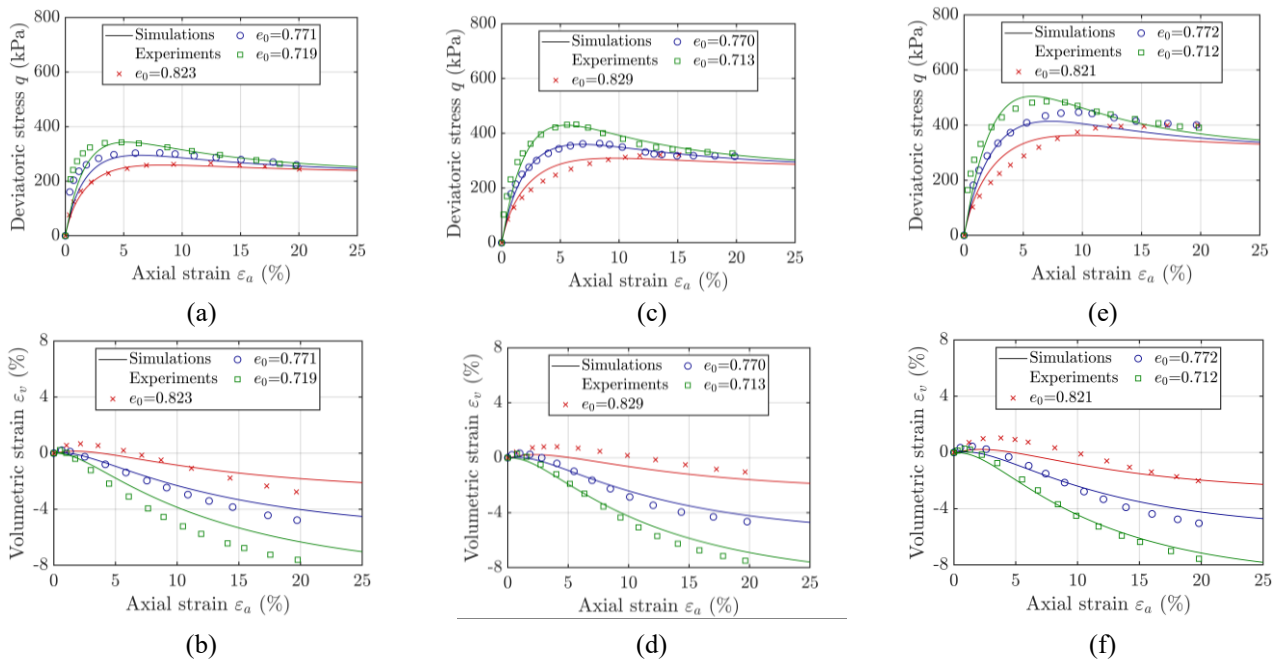 800
600
400
200
0
Deviatoric stress q (kPa)
Simulations e₀=0.771
Experiments e₀=0.719
e₀=0.823
0 5 10 15 20 25
Axial strain εₐ (%)
(a)
800
600
400
200
0
Deviatoric stress q (kPa)
Simulations e₀=0.770
Experiments e₀=0.713
e₀=0.829
0 5 10 15 20 25
Axial strain εₐ (%)
(c)
800
600
400
200
0
Deviatoric stress q (kPa)
Simulations e₀=0.772
Experiments e₀=0.712
e₀=0.821
0 5 10 15 20 25
Axial strain εₐ (%)
(e)
8
4
0
-4
-8
Volumetric strain εᵥ (%)
Simulations e₀=0.771
Experiments e₀=0.719
e₀=0.823
0 5 10 15 20 25
Axial strain εₐ (%)
(b)
8
4
0
-4
-8
Volumetric strain εᵥ (%)
Simulations e₀=0.770
Experiments e₀=0.713
e₀=0.829
0 5 10 15 20 25
Axial strain εₐ (%)
(d)
8
4
0
-4
-8
Volumetric strain εᵥ (%)
Simulations e₀=0.772
Experiments e₀=0.712
e₀=0.821
0 5 10 15 20 25
Axial strain εₐ (%)
(f)